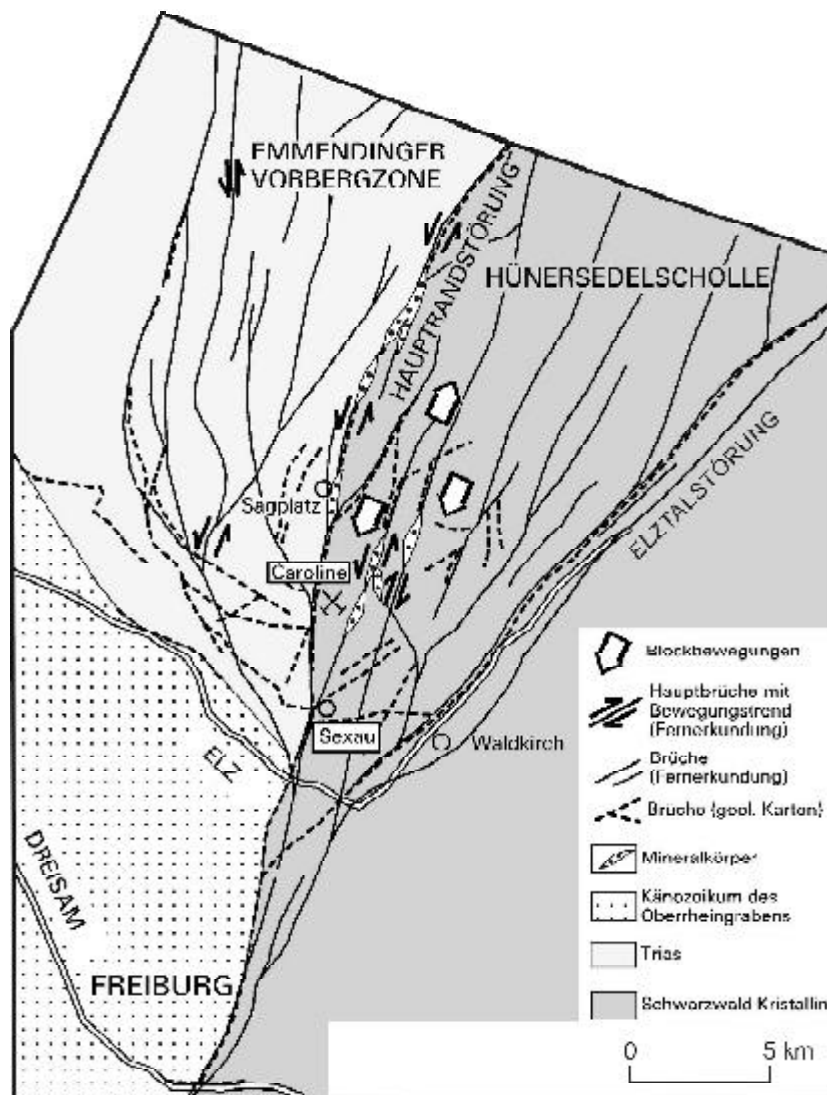 EMMENDINGER
VORBERGZONE
HAUPTRANDSTÖRUNG
HÜNERSEDELSCHOLLE
ELZTALSTÖRUNG
Caroline
Sexau
Waldkirch
ELZ
DREISAM
FREIBURG
Blockbewegungen
Hauptbrüche mit
Bewegungstrend
(Fernerkundung)
Brüche
(Fernerkundung)
Brüche (geol. Karten)
Mineralkörper
Känozoikum des
Oberrheingrabens
Trias
Schwarzwald Kristallin
0 5 km